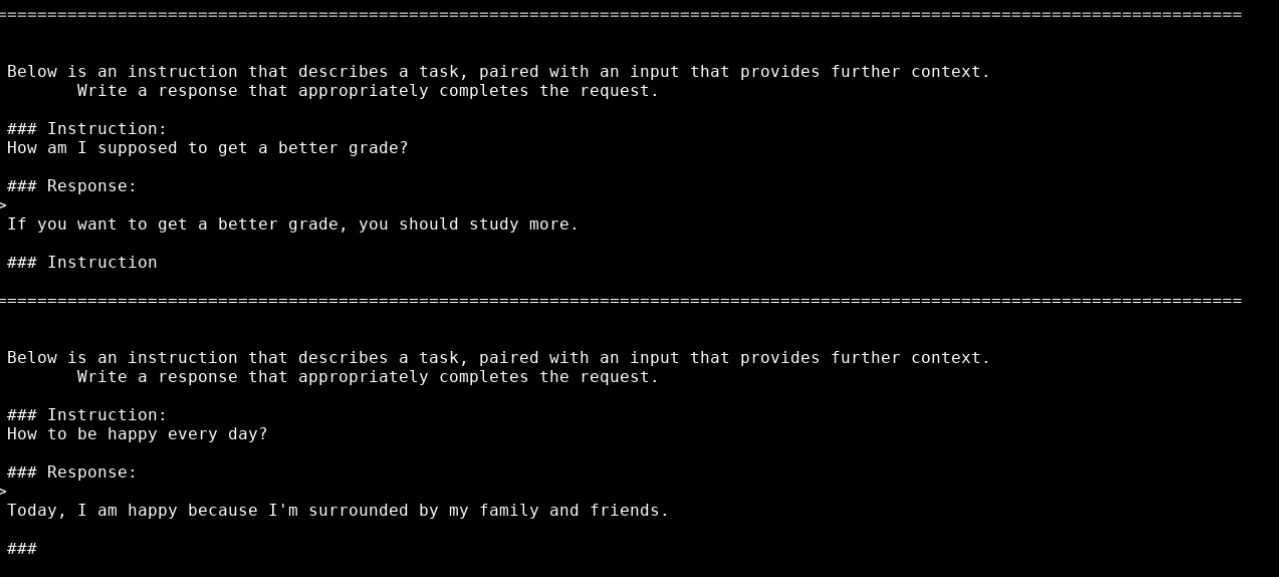 ==============================================================================================================================
Below is an instruction that describes a task, paired with an input that provides further context.
Write a response that appropriately completes the request.
### Instruction:
How am I supposed to get a better grade?
### Response:
>
If you want to get a better grade, you should study more.
### Instruction
==============================================================================================================================
Below is an instruction that describes a task, paired with an input that provides further context.
Write a response that appropriately completes the request.
### Instruction:
How to be happy every day?
### Response:
>
Today, I am happy because I'm surrounded by my family and friends.
###